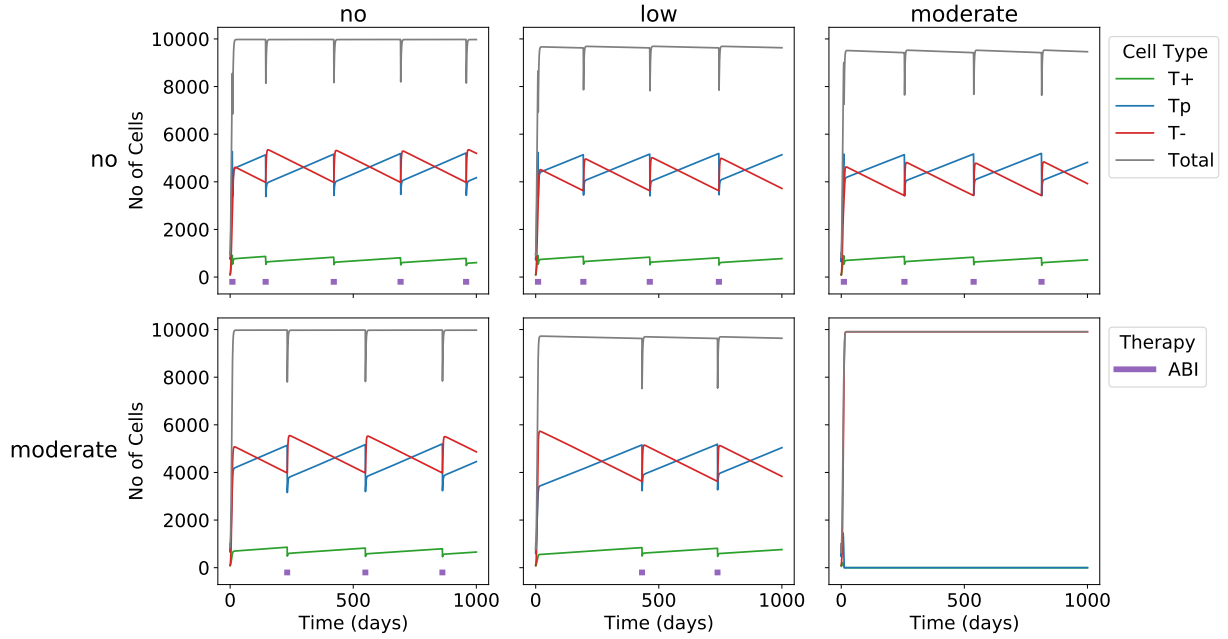 no low moderate
10000
8000
6000
4000
2000
0
No of Cells
no
Cell Type
T+
Tp
T-
Total
10000
8000
6000
4000
2000
0
No of Cells
moderate
Therapy
ABI
0 500 1000 0 500 1000 0 500 1000
Time (days) Time (days) Time (days)